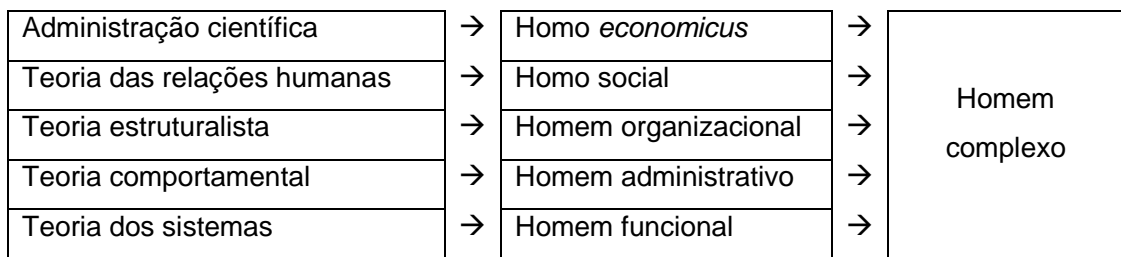 Administração científica → Homo economicus →
Teoria das relações humanas → Homo social →
Teoria estruturalista → Homem organizacional →
Teoria comportamental → Homem administrativo →
Teoria dos sistemas → Homem funcional →
Homem
complexo